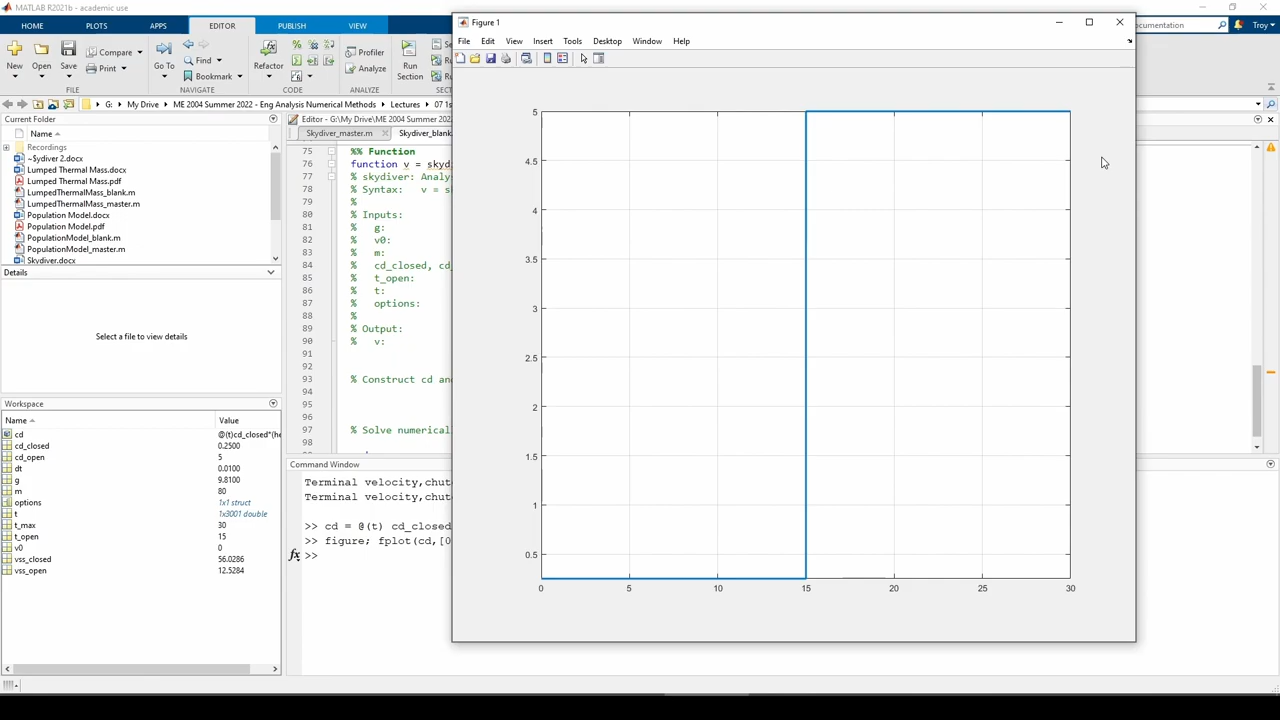 MATLAB R2021b - academic use
HOME PLOTS APPS EDITOR PUBLISH VIEW
Documentation
Troy
New Open Save Compare Print
Go To Find Bookmark
Refactor
Profiler
Analyze
Run Section
FILE NAVIGATE CODE ANALYZE
G: My Drive ME 2004 Summer 2022 - Eng Analysis Numerical Methods Lectures
Current Folder
Name
Recordings
~Sydiver 2.docx
Lumped Thermal Mass.docx
Lumped Thermal Mass.pdf
LumpedThermalMass_blank.m
LumpedThermalMass_master.m
Population Model.docx
Population Model.pdf
PopulationModel_blank.m
PopulationModel_master.m
Skydiver.docx
Details
Select a file to view details
Workspace
Name Value
cd @(t)cd_closed*(he
cd_closed 0.2500
cd_open 5
dt 0.0100
g 9.8100
m 80
options 1x1 struct
t 1x3001 double
t_max 30
t_open 15
v0 0
vss_closed 56.0286
vss_open 12.5284
Editor - G:\My Drive\ME 2004 Summer 2022
Skydiver_master.m Skydiver_blank
75 %% Function
76 function v = skyd
77 % skydiver: Analy
78 % Syntax: v = s
79 %
80 % Inputs:
81 % g:
82 % v0:
83 % m:
84 % cd_closed, cd
85 % t_open:
86 % t:
87 % options:
88 %
89 % Output:
90 % v:
91
92
93 % Construct cd an
94
95
96
97 % Solve numerical
98
Command Window
Terminal velocity,chut
Terminal velocity,chut
>> cd = @(t) cd_closed
>> figure; fplot(cd,[0
fx >>
Figure 1
File Edit View Insert Tools Desktop Window Help
5
4.5
4
3.5
3
2.5
2
1.5
1
0.5
0 5 10 15 20 25 30